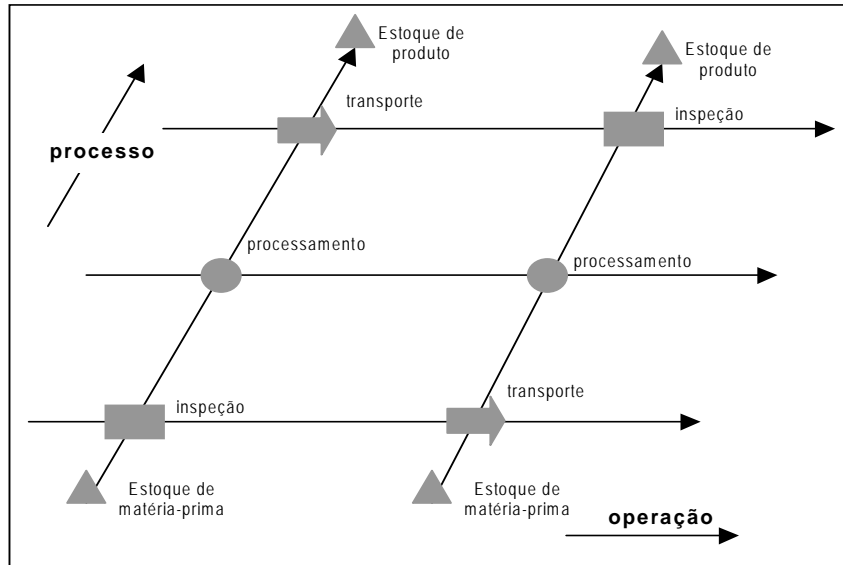 Estoque de
produto
Estoque de
produto
transporte
inspeção
processo
processamento
processamento
transporte
inspeção
Estoque de
matéria-prima
Estoque de
matéria-prima
operação